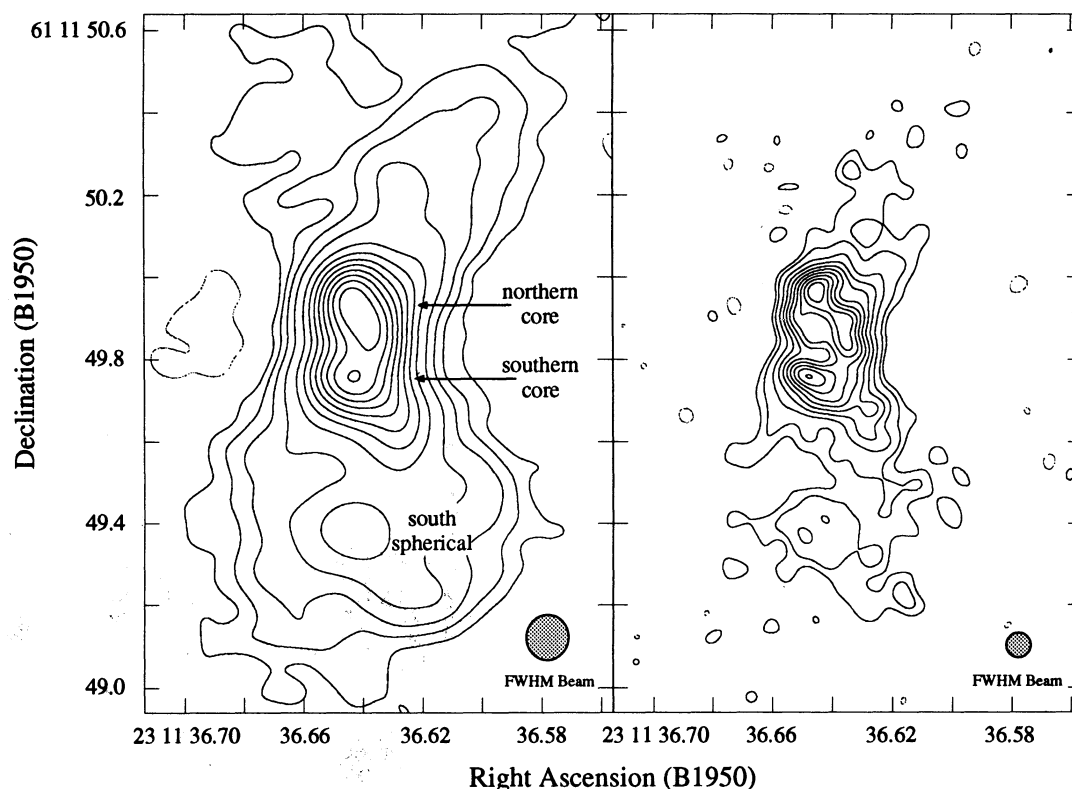 61 11 50.6
50.2
49.8
49.4
49.0
Declination (B1950)
northern
core
southern
core
south
spherical
FWHM Beam
FWHM Beam
23 11 36.70
36.66
36.62
36.58
23 11 36.70
36.66
36.62
36.58
Right Ascension (B1950)